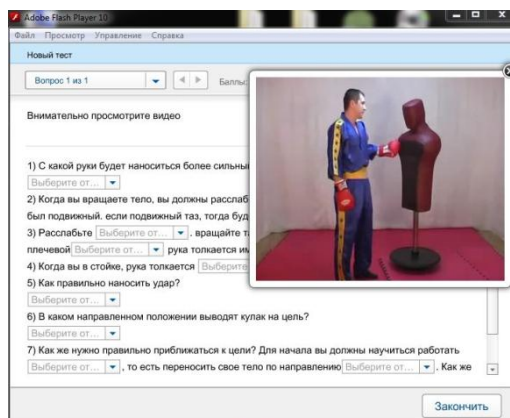 Adobe Flash Player 10
Файл Просмотр Управление Справка
Новый тест
Вопрос 1 из 1
Баллы:
Внимательно просмотрите видео
1) С какой руки будет наноситься более сильны
Выберите от...
2) Когда вы вращаете тело, вы должны расслаб
был подвижный. если подвижный таз, тогда буд
3) Расслабьте Выберите от... . вращайте т
плечевой Выберите от... рука толкается им
4) Когда вы в стойке, рука толкается Выберите
5) Как правильно наносить удар?
Выберите от...
6) В каком направленном положении выводят кулак на цель?
Выберите от...
7) Как же нужно правильно приближаться к цели? Для начала вы должны научиться работать
Выберите от... , то есть переносить свое тело по направлению Выберите от... . Как же
Закончить